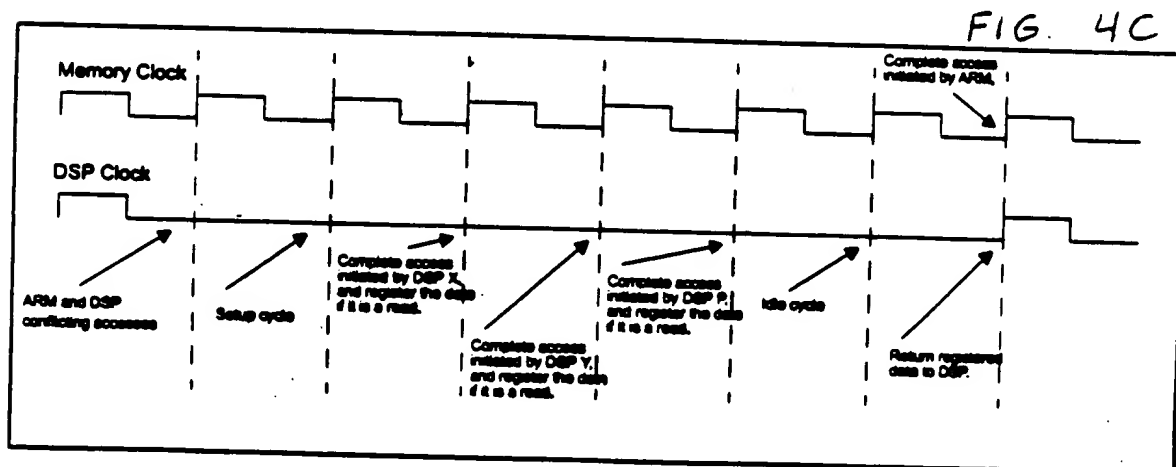 FIG. 4C
Memory Clock
Complete access
initiated by ARM.
DSP Clock
ARM and DSP
conflicting accesses
Setup cycle
Complete access
initiated by DSP X,
and register the data
if it is a read.
Complete access
initiated by DSP Y,
and register the data
if it is a read.
Complete access
initiated by DSP P,
and register the data
if it is a read.
Idle cycle
Return registered
data to DSP.